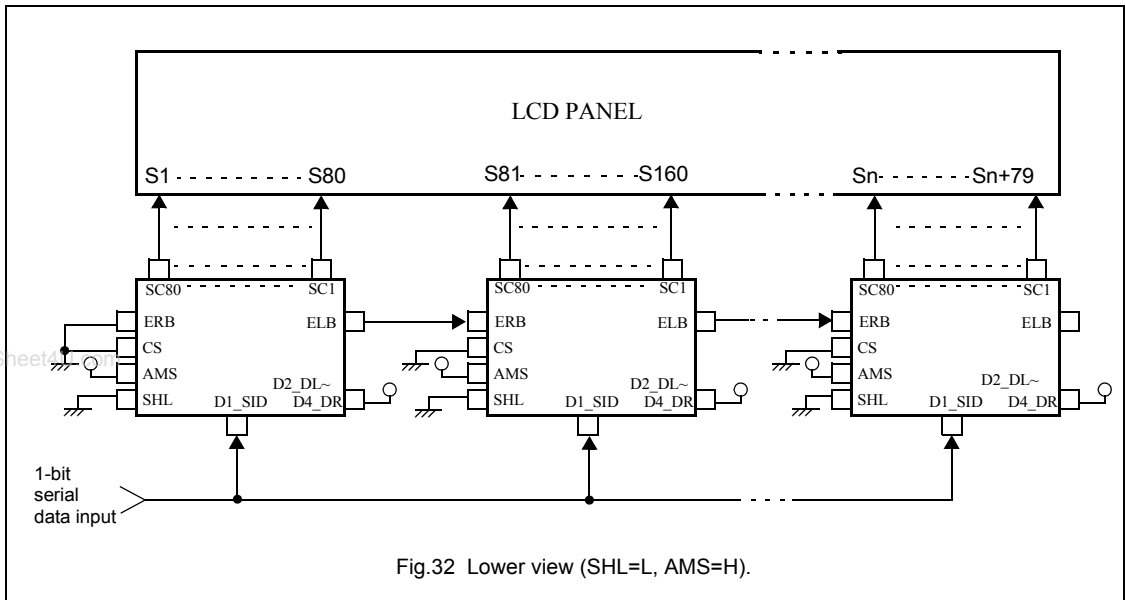 LCD PANEL
S1 S80 S81 S160 Sn Sn+79
SC80 SC1 SC80 SC1 SC80 SC1
ERB ELB ERB ELB ERB ELB
CS CS CS
AMS AMS AMS
D2_DL~ D2_DL~ D2_DL~
SHL D1_SID D4_DR SHL D1_SID D4_DR SHL D1_SID D4_DR
1-bit
serial
data input
Fig.32 Lower view (SHL=L, AMS=H).